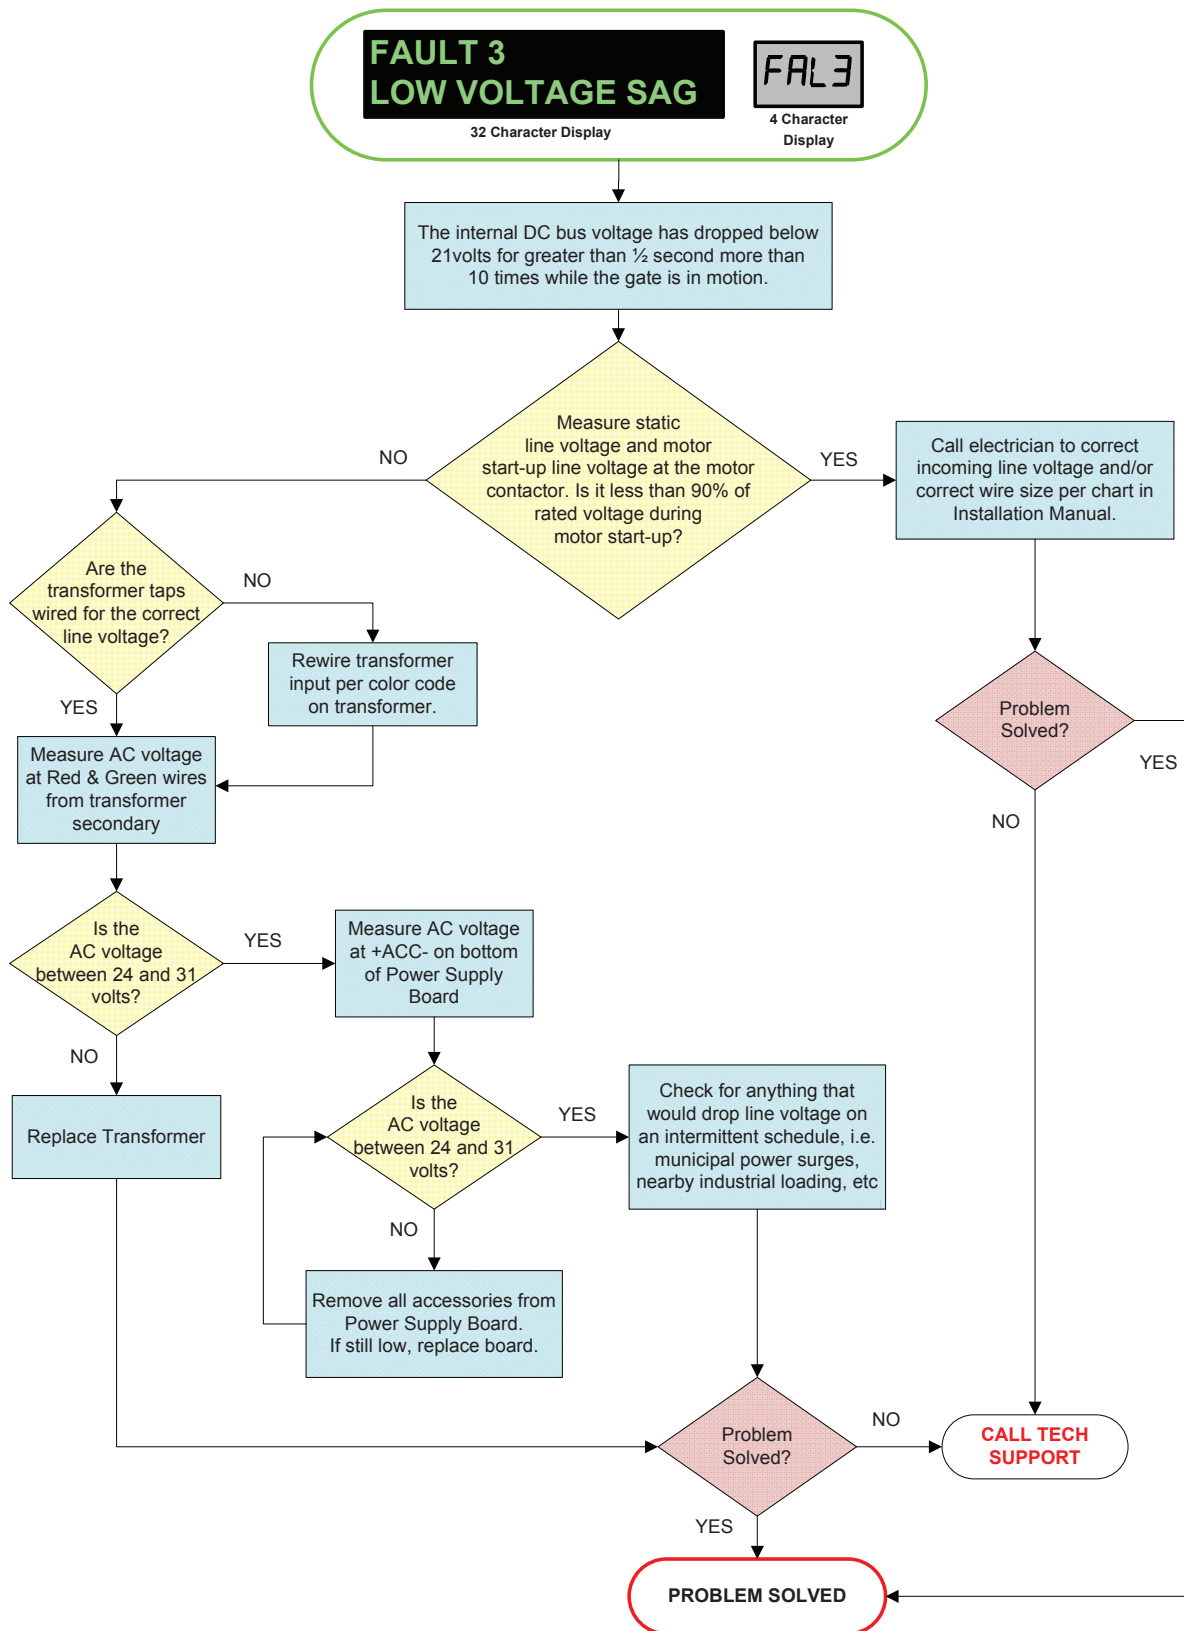 FAULT 3
LOW VOLTAGE SAG
32 Character Display
FAL3
4 Character
Display
The internal DC bus voltage has dropped below
21volts for greater than ½ second more than
10 times while the gate is in motion.
Measure static
line voltage and motor
start-up line voltage at the motor
contactor. Is it less than 90% of
rated voltage during
motor start-up?
NO
YES
Call electrician to correct
incoming line voltage and/or
correct wire size per chart in
Installation Manual.
Are the
transformer taps
wired for the correct
line voltage?
NO
Rewire transformer
input per color code
on transformer.
YES
Problem
Solved?
YES
NO
Measure AC voltage
at Red & Green wires
from transformer
secondary
Is the
AC voltage
between 24 and 31
volts?
YES
Measure AC voltage
at +ACC- on bottom
of Power Supply
Board
NO
Replace Transformer
Is the
AC voltage
between 24 and 31
volts?
YES
Check for anything that
would drop line voltage on
an intermittent schedule, i.e.
municipal power surges,
nearby industrial loading, etc
NO
Remove all accessories from
Power Supply Board.
If still low, replace board.
Problem
Solved?
NO
CALL TECH
SUPPORT
YES
PROBLEM SOLVED